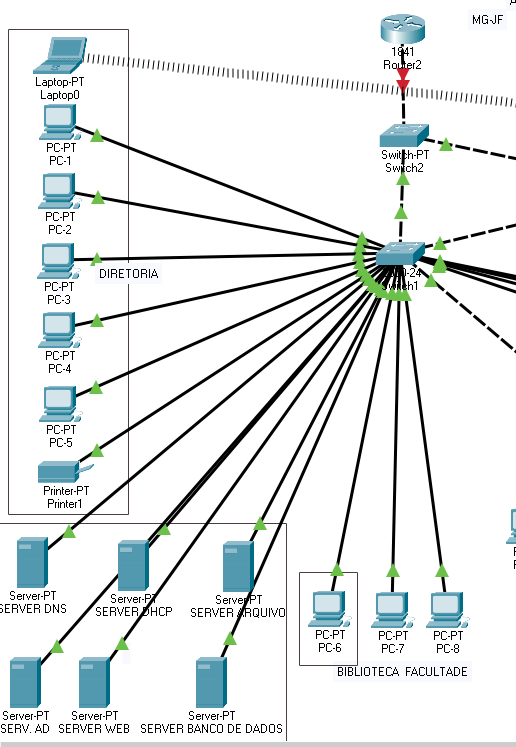 MG-JF
1841
Router2
Laptop-PT
Laptop0
PC-PT
PC-1
Switch-PT
Switch2
PC-PT
PC-2
PC-PT
PC-3
DIRETORIA
Switch1
PC-PT
PC-4
PC-PT
PC-5
Printer-PT
Printer1
Server-PT
SERVER DNS
Server-PT
SERVER DHCP
Server-PT
SERVER ARQUIVO
PC-PT
PC-6
PC-PT
PC-7
PC-PT
PC-8
BIBLIOTECA FACULTADE
Server-PT
SERV. AD
Server-PT
SERVER WEB
Server-PT
SERVER BANCO DE DADOS